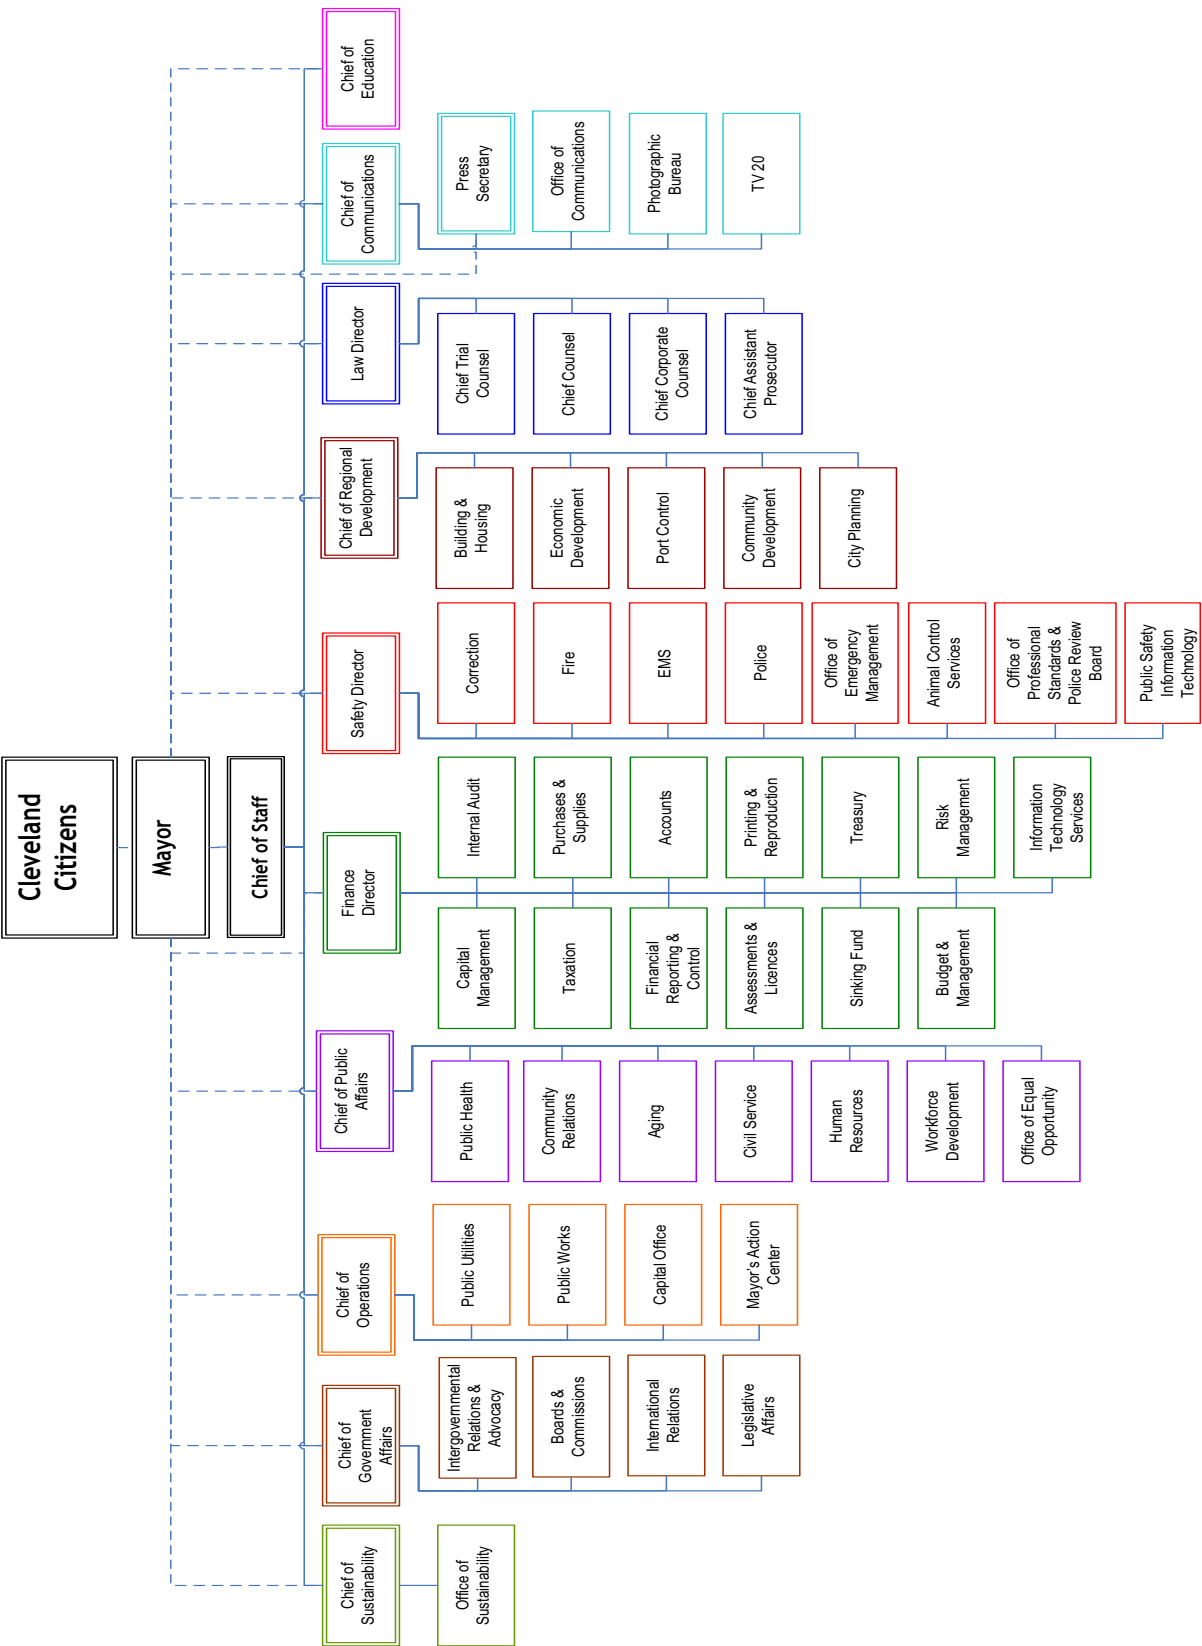 Cleveland
Citizens
Mayor
Chief of Staff
Chief of
Sustainability
Office of
Sustainability
Chief of
Government
Affairs
Intergovernmental
Relations &
Advocacy
Boards &
Commissions
International
Relations
Legislative
Affairs
Chief of
Operations
Public Utilities
Public Works
Capital Office
Mayor's Action
Center
Chief of Public
Affairs
Public Health
Community
Relations
Aging
Civil Service
Human
Resources
Workforce
Development
Office of Equal
Opportunity
Finance
Director
Capital
Management
Taxation
Financial
Reporting &
Control
Assessments &
Licences
Sinking Fund
Budget &
Management
Internal Audit
Purchases &
Supplies
Accounts
Printing &
Reproduction
Treasury
Risk
Management
Information
Technology
Services
Safety Director
Correction
Fire
EMS
Police
Office of
Emergency
Management
Animal Control
Services
Office of
Professional
Standards &
Police Review
Board
Public Safety
Information
Technology
Chief of Regional
Development
Building &
Housing
Economic
Development
Port Control
Community
Development
City Planning
Law Director
Chief Trial
Counsel
Chief Counsel
Chief Corporate
Counsel
Chief Assistant
Prosecutor
Chief of
Communications
Press
Secretary
Office of
Communications
Photographic
Bureau
TV 20
Chief of
Education